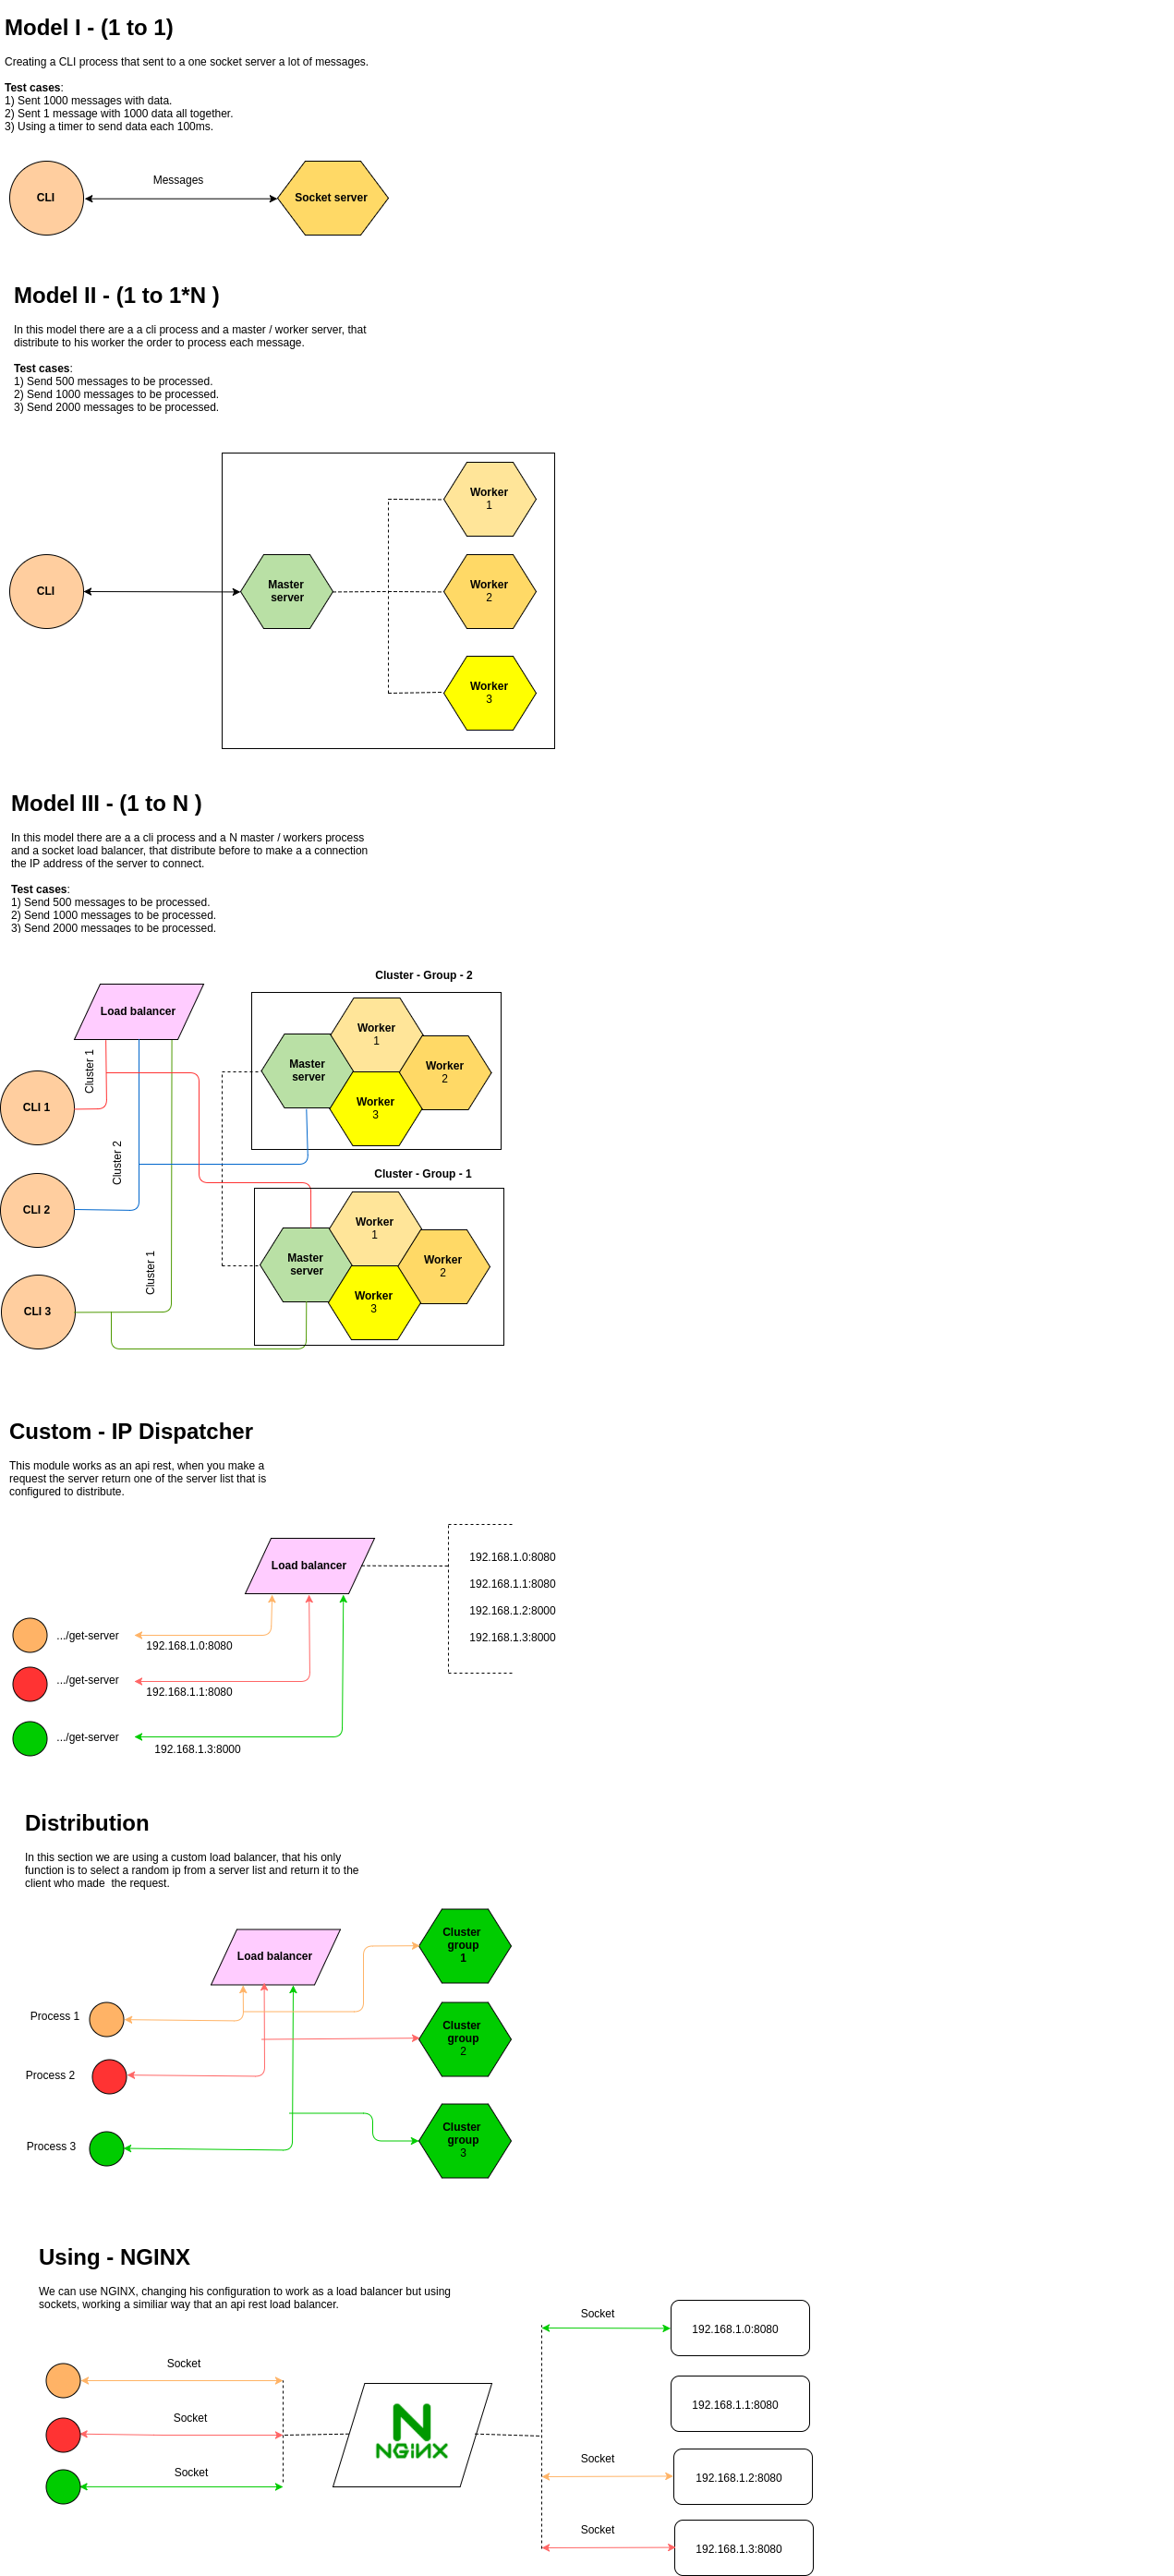 Model I - (1 to 1)
Creating a CLI process that sent to a one socket server a lot of messages.
Test cases:
1) Sent 1000 messages with data.
2) Sent 1 message with 1000 data all together.
3) Using a timer to send data each 100ms.
CLI
Messages
Socket server
Model II - (1 to 1*N )
In this model there are a a cli process and a master / worker server, that
distribute to his worker the order to process each message.
Test cases:
1) Send 500 messages to be processed.
2) Send 1000 messages to be processed.
3) Send 2000 messages to be processed.
Worker
1
CLI
Master
server
Worker
2
Worker
3
Model III - (1 to N )
In this model there are a a cli process and a N master / workers process
and a socket load balancer, that distribute before to make a a connection
the IP address of the server to connect.
Test cases:
1) Send 500 messages to be processed.
2) Send 1000 messages to be processed.
3) Send 2000 messages to be processed.
Cluster - Group - 2
Load balancer
Worker
1
Master
server
Worker
2
Worker
3
Cluster 1
CLI 1
Cluster 2
Cluster - Group - 1
CLI 2
Worker
1
Master
server
Worker
2
Worker
3
Cluster 1
CLI 3
Custom - IP Dispatcher
This module works as an api rest, when you make a
request the server return one of the server list that is
configured to distribute.
Load balancer
192.168.1.0:8080
192.168.1.1:8080
192.168.1.2:8000
192.168.1.3:8000
.../get-server
192.168.1.0:8080
.../get-server
192.168.1.1:8080
.../get-server
192.168.1.3:8000
Distribution
In this section we are using a custom load balancer, that his only
function is to select a random ip from a server list and return it to the
client who made  the request.
Load balancer
Cluster
group
1
Process 1
Cluster
group
2
Process 2
Process 3
Cluster
group
3
Using - NGINX
We can use NGINX, changing his configuration to work as a load balancer but using
sockets, working a similiar way that an api rest load balancer.
Socket
192.168.1.0:8080
Socket
192.168.1.1:8080
Socket
NGINX
Socket
Socket
192.168.1.2:8080
Socket
192.168.1.3:8080